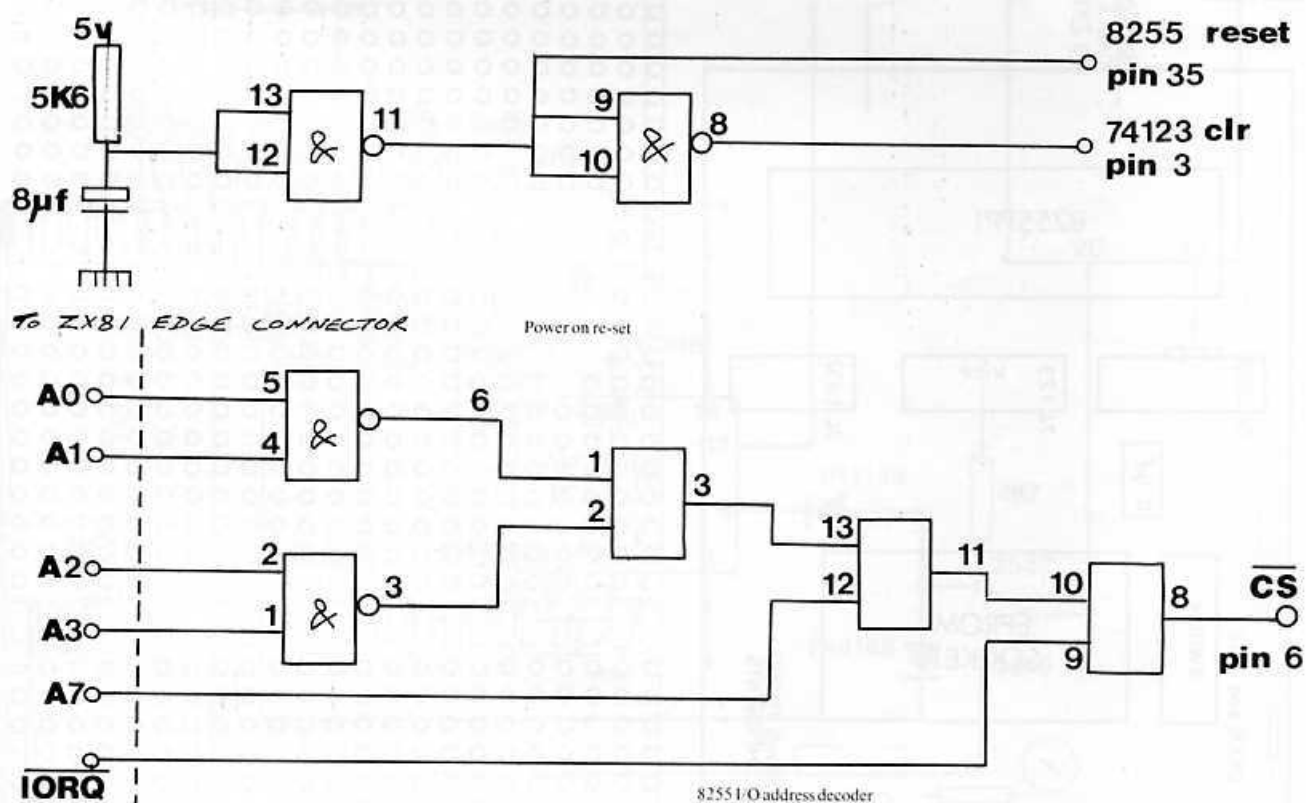 5v
5K6
8µf
13
12
&
11
9
10
&
8
8255 reset
pin 35
74123 clr
pin 3
To ZX81 EDGE CONNECTOR
Power on re-set
A0
A1
A2
A3
A7
IORQ
5
4
&
6
2
1
&
3
1
2
3
13
12
11
10
9
8
CS
pin 6
8255 I/O address decoder